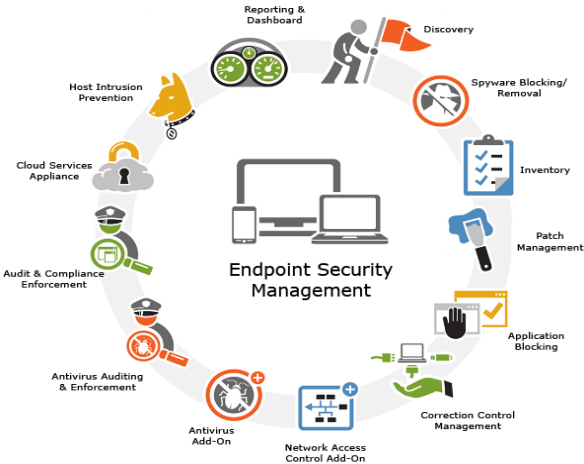 Reporting &
Dashboard
Discovery
Spyware Blocking/
Removal
Inventory
Patch
Management
Application
Blocking
Correction Control
Management
Network Access
Control Add-On
Antivirus
Add-On
Antivirus Auditing
& Enforcement
Audit & Compliance
Enforcement
Cloud Services
Appliance
Host Intrusion
Prevention
Endpoint Security
Management